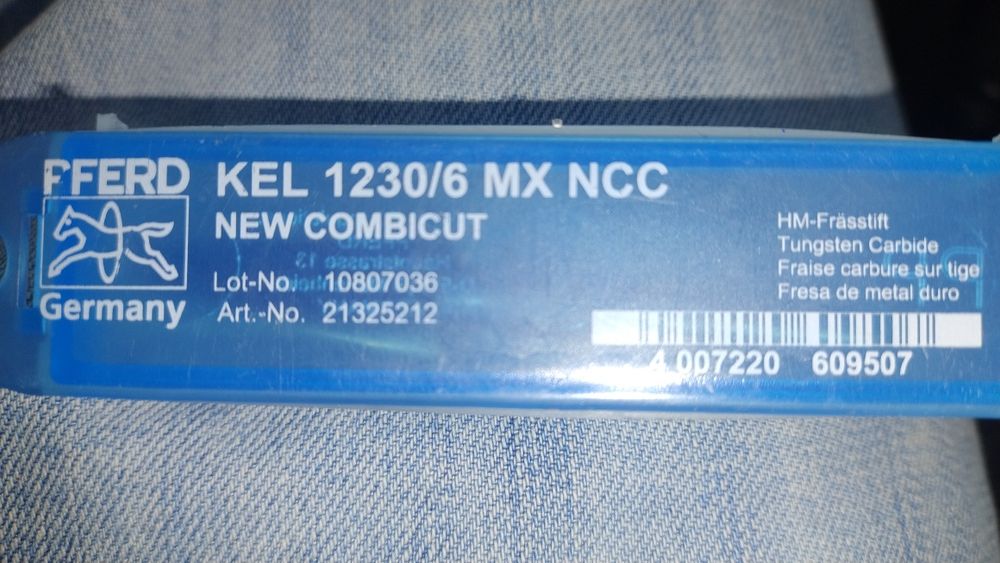 PFERD
Germany
KEL 1230/6 MX NCC
NEW COMBICUT
Lot-No. 10807036
Art.-No. 21325212
HM-Frässtift
Tungsten Carbide
Fraise carbure sur tige
Fresa de metal duro
4 007220 609507